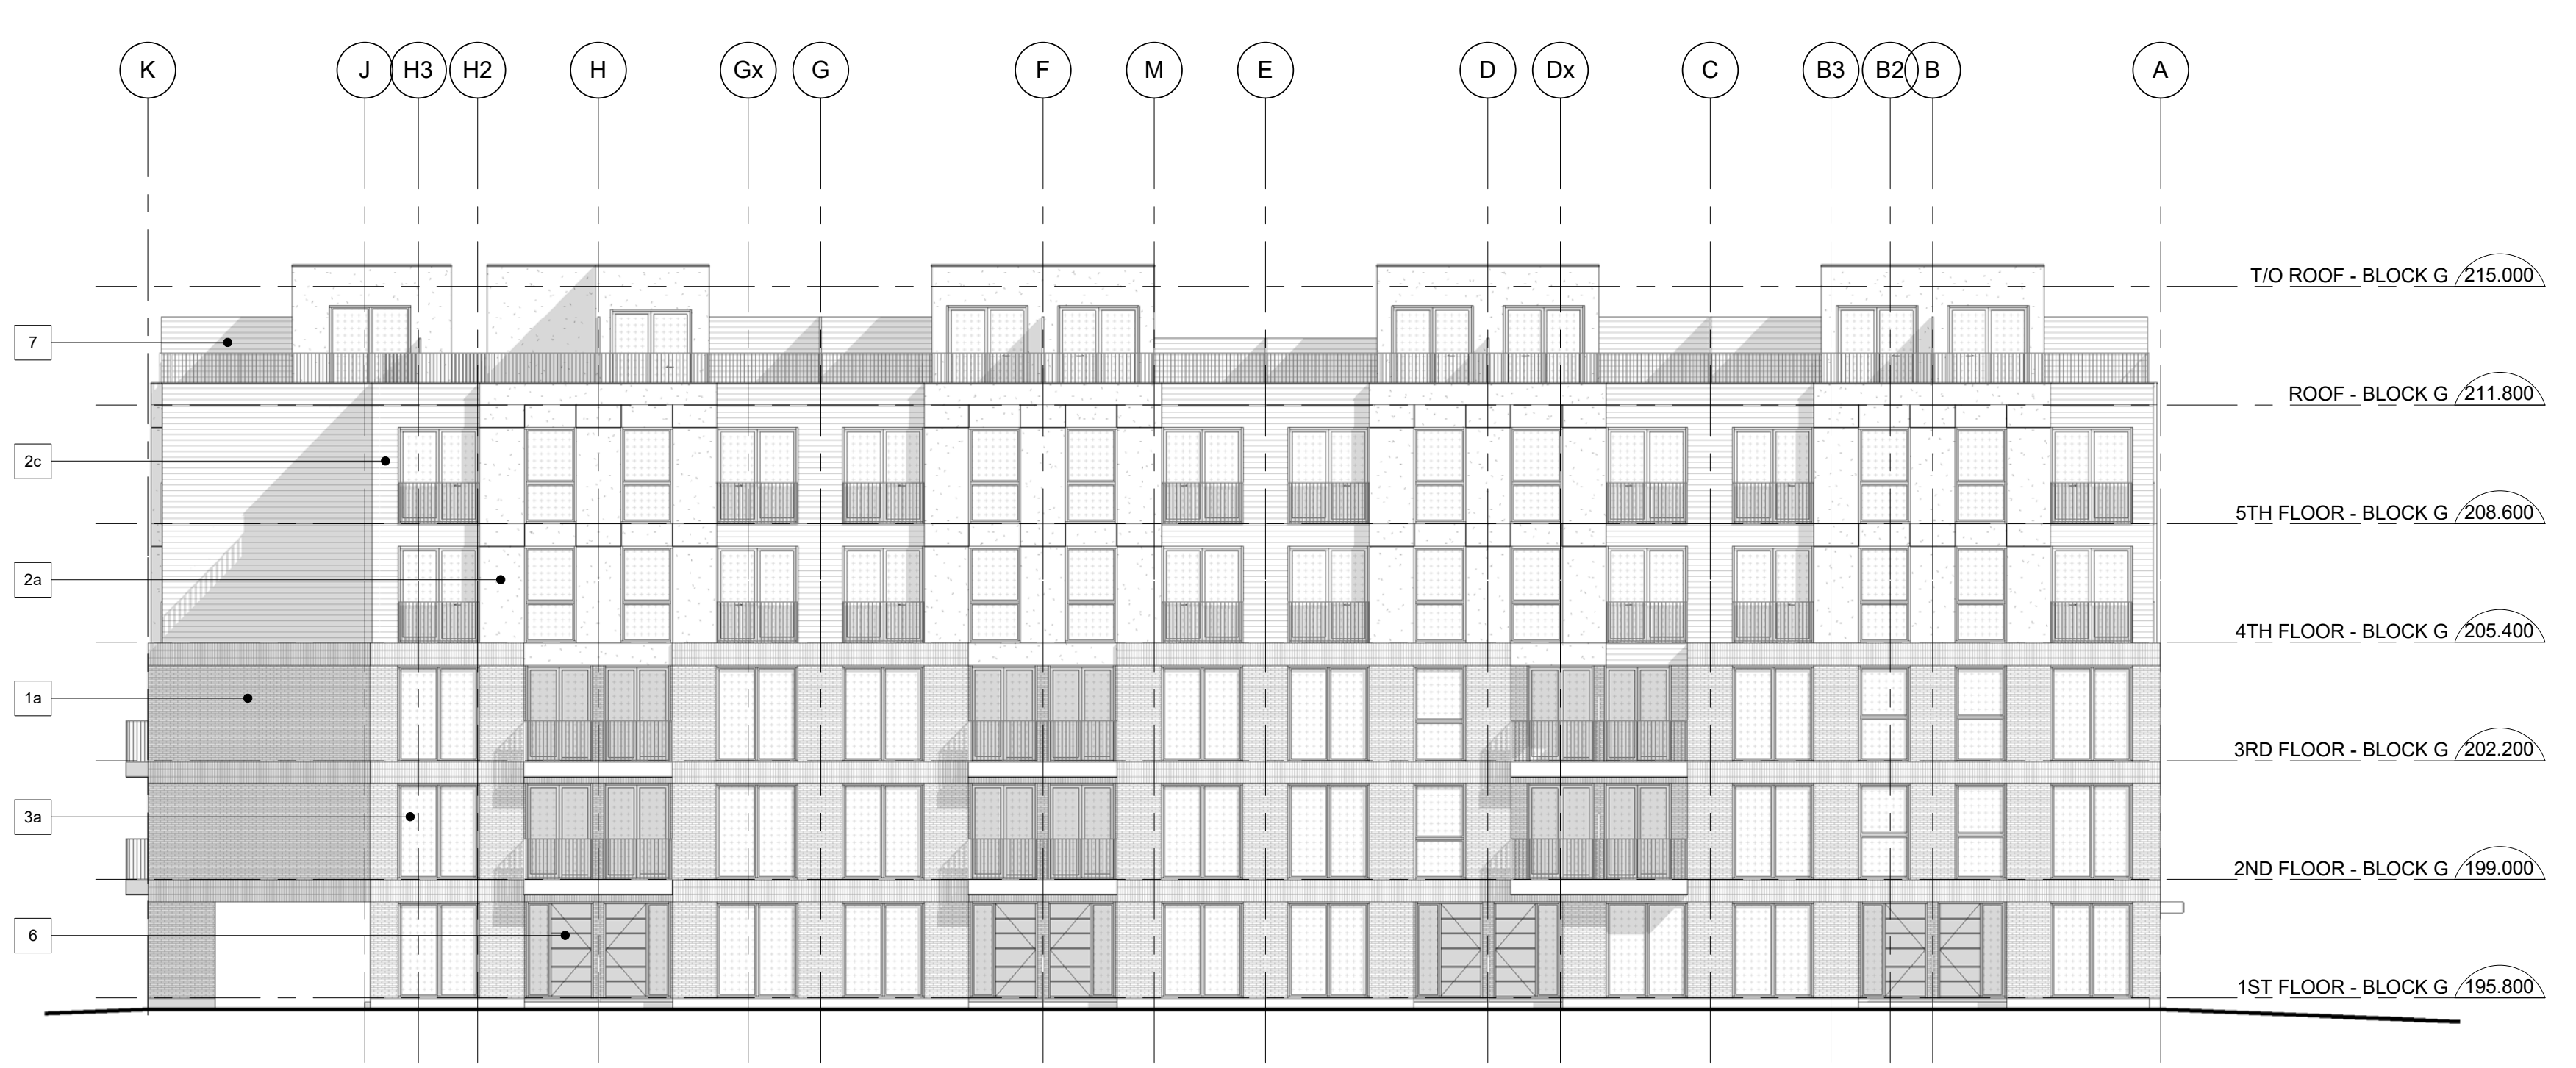 K J H3 H2 H Gx G F M E D Dx C B3 B2 B A
T/O ROOF - BLOCK G 215.000
7
ROOF - BLOCK G 211.800
2c
5TH FLOOR - BLOCK G 208.600
2a
4TH FLOOR - BLOCK G 205.400
1a
3RD FLOOR - BLOCK G 202.200
3a
2ND FLOOR - BLOCK G 199.000
6
1ST FLOOR - BLOCK G 195.800